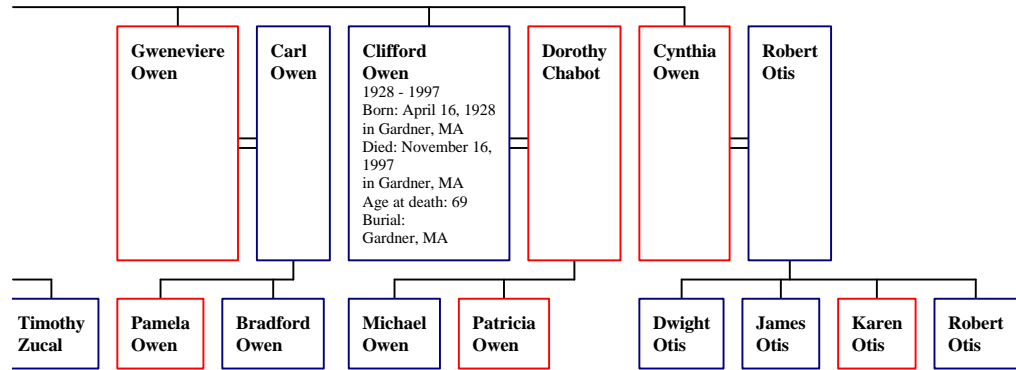 Gweneviere
Owen
Carl
Owen
Clifford
Owen
1928 - 1997
Born: April 16, 1928
in Gardner, MA
Died: November 16,
1997
in Gardner, MA
Age at death: 69
Burial:
Gardner, MA
Dorothy
Chabot
Cynthia
Owen
Robert
Otis
Timothy
Zucal
Pamela
Owen
Bradford
Owen
Michael
Owen
Patricia
Owen
Dwight
Otis
James
Otis
Karen
Otis
Robert
Otis